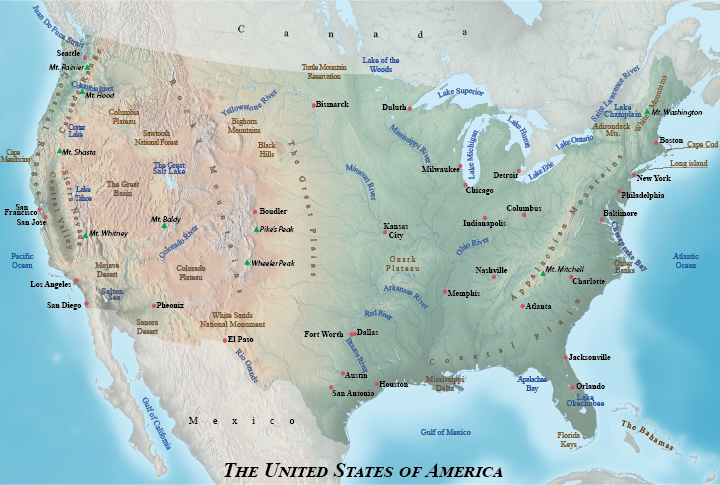 Juan De Fuca Strait
Canada
Seattle
Mt. Rainier
Columbia River
Mt. Hood
Cascade Range
Coastal Ranges
Rocky Mountains
Turtle Mountain
Reservation
Lake of the
Woods
Lake Superior
Saint Lawrence River
Lake
Champlain
White Mountains
Mt. Washington
Adirondack
Mts.
Yellowstone River
Bismarck
Duluth
Columbia
Plateau
Crater
Lake
Sawtooth
National Forest
Bighorn
Mountains
Black
Hills
Mississippi River
Lake Michigan
Lake Huron
Lake Ontario
Lake Erie
Boston
Cape Cod
Long island
Cape
Mendicino
Mt. Shasta
The Great
Salt Lake
The Great Plains
Missouri River
Milwaukee
Detroit
Chicago
New York
Philadelphia
The Great
Basin
Lake
Tahoe
Sierra Nevada
Central Valley
San
Francisco
San Jose
Mt. Baldy
Boudler
Pike's Peak
Kansas
City
Indianapolis
Columbus
Baltimore
Chesapeake Bay
Appalachian Mountains
Mt. Whitney
Colorado River
Ohio River
Pacific
Ocean
Atlantic
Ocean
Mojave
Desert
Colorado
Plateau
Wheeler Peak
Ozark
Plateau
Nashville
Mt. Mitchell
Charlotte
Outer
Banks
Los Angeles
Salton
Sea
San Diego
Pheonix
Arkansas River
Memphis
Atlanta
Sonora
Desert
White Sands
National Monument
El Paso
Red River
Fort Worth
Dallas
Brazos River
Coastal Plain
Jacksonville
Rio Grande
Austin
Houston
San Antonio
Mississippi
Delta
Apalachee
Bay
Orlando
Lake
Okechobee
Gulf of California
Mexico
Gulf of Mexico
Florida
Keys
The Bahamas
The United States of America